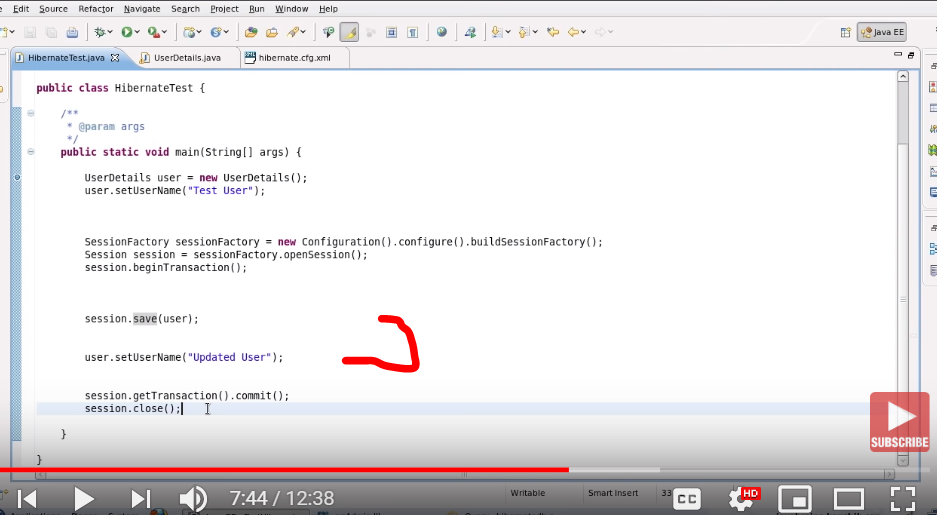 Edit Source Refactor Navigate Search Project Run Window Help
Java EE
HibernateTest.java UserDetails.java hibernate.cfg.xml
public class HibernateTest {
/**
* @param args
*/
public static void main(String[] args) {
UserDetails user = new UserDetails();
user.setUserName("Test User");
SessionFactory sessionFactory = new Configuration().configure().buildSessionFactory();
Session session = sessionFactory.openSession();
session.beginTransaction();
session.save(user);
user.setUserName("Updated User");
session.getTransaction().commit();
session.close();
}
}
SUBSCRIBE
7:44 / 12:38
Writable Smart Insert 33
CC HD